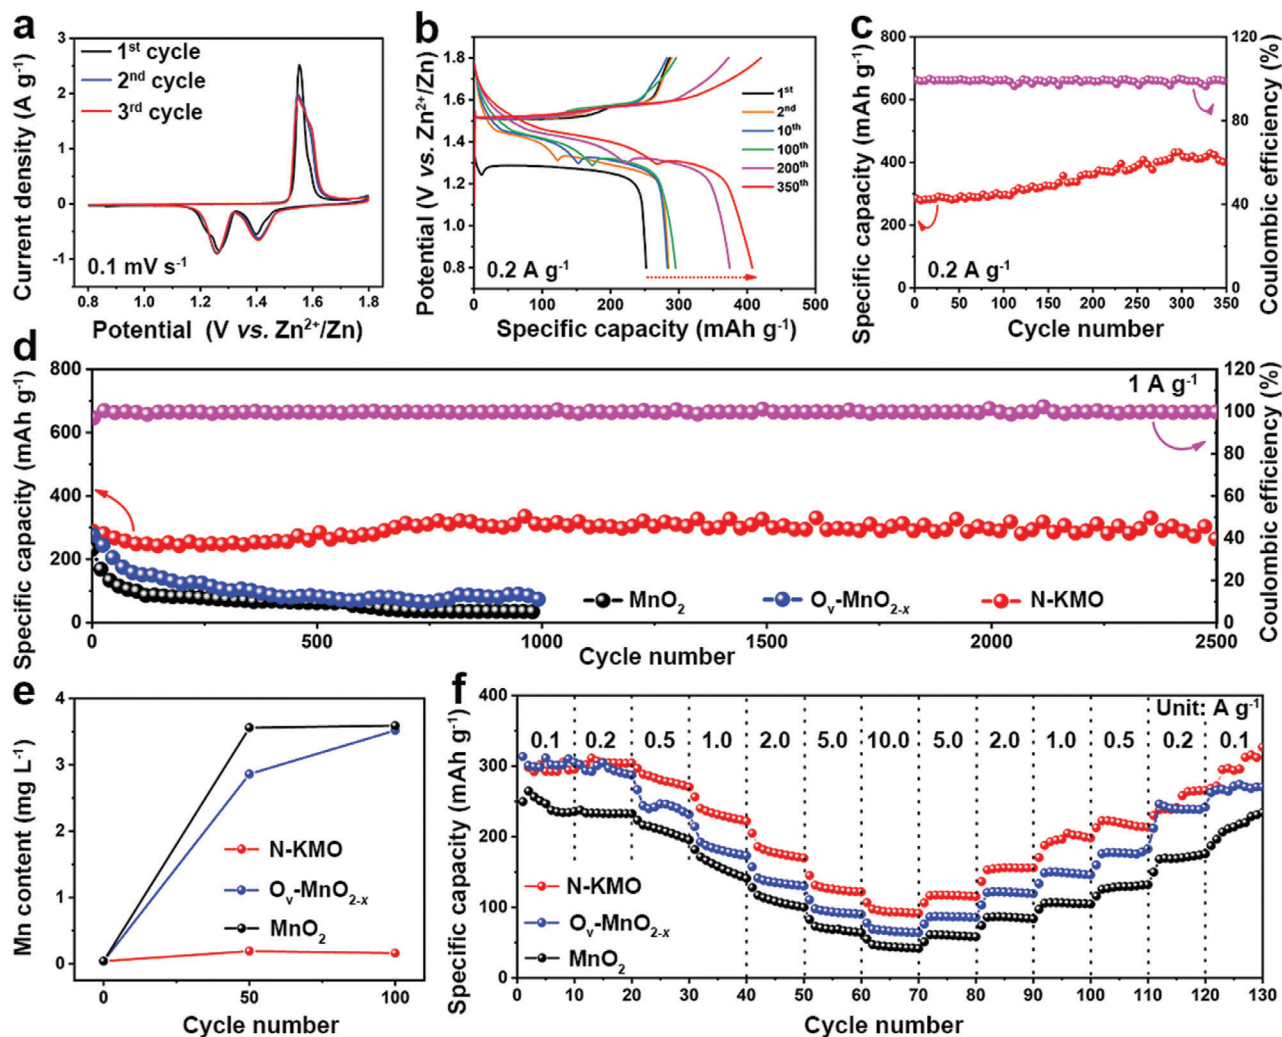 a
Current density (A g⁻¹)
3
2
1
0
-1
1ˢᵗ cycle
2ⁿᵈ cycle
3ʳᵈ cycle
0.1 mV s⁻¹
0.8 1.0 1.2 1.4 1.6 1.8
Potential (V vs. Zn²⁺/Zn)
b
Potential (V vs. Zn²⁺/Zn)
1.8
1.6
1.4
1.2
1.0
0.8
1ˢᵗ
2ⁿᵈ
10ᵗʰ
100ᵗʰ
200ᵗʰ
350ᵗʰ
0.2 A g⁻¹
0 100 200 300 400 500
Specific capacity (mAh g⁻¹)
c
Specific capacity (mAh g⁻¹)
800
600
400
200
0
0.2 A g⁻¹
120
80
40
0
Coulombic efficiency (%)
0 50 100 150 200 250 300 350
Cycle number
d
Specific capacity (mAh g⁻¹)
800
600
400
200
0
1 A g⁻¹
MnO₂
Oᵥ-MnO₂₋ₓ
N-KMO
120
100
80
60
40
20
0
Coulombic efficiency (%)
0 500 1000 1500 2000 2500
Cycle number
e
Mn content (mg L⁻¹)
4
3
2
1
0
N-KMO
Oᵥ-MnO₂₋ₓ
MnO₂
0 50 100
Cycle number
f
Specific capacity (mAh g⁻¹)
400
300
200
100
0
Unit: A g⁻¹
0.1 0.2 0.5 1.0 2.0 5.0 10.0 5.0 2.0 1.0 0.5 0.2 0.1
N-KMO
Oᵥ-MnO₂₋ₓ
MnO₂
0 10 20 30 40 50 60 70 80 90 100 110 120 130
Cycle number